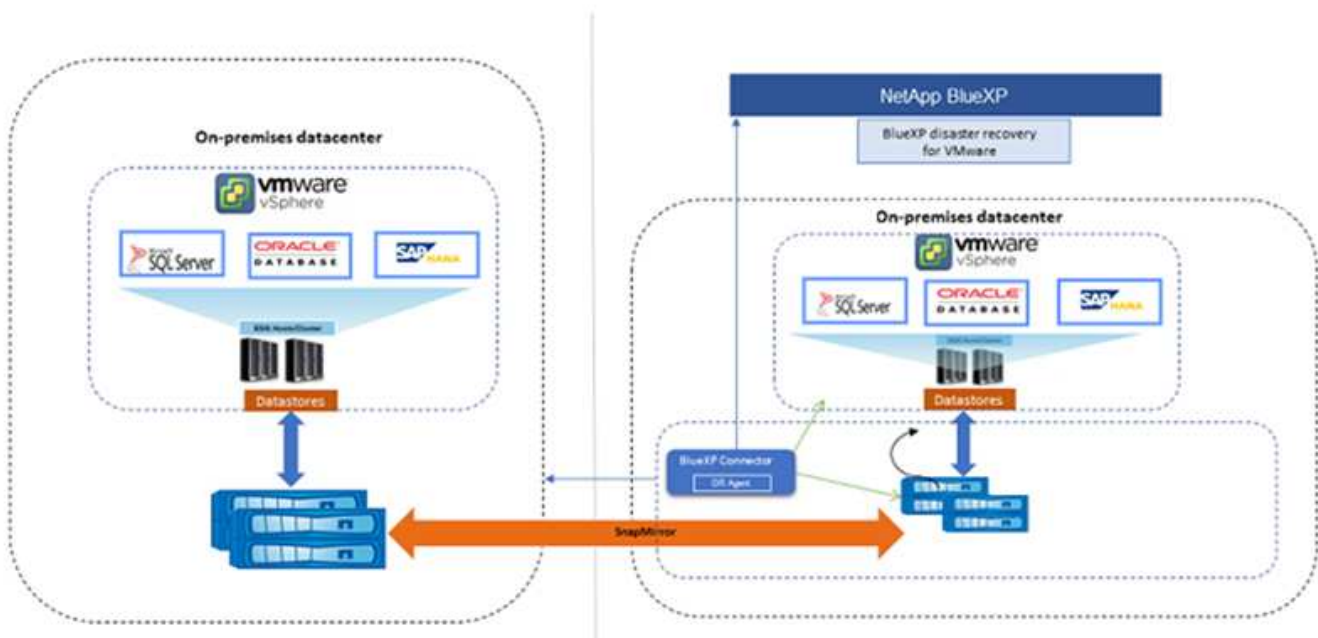 On-premises datacenter
vmware
vSphere
Microsoft
SQL Server
ORACLE
DATABASE
SAP
HANA
Datastores
NetApp BlueXP
BlueXP disaster recovery
for VMware
On-premises datacenter
vmware
vSphere
SQL Server
ORACLE
DATABASE
SAP
HANA
Datastores
BlueXP Connector
DR Agent
SnapMirror